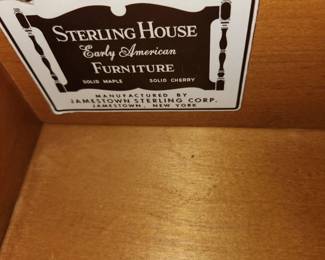 STERLING HOUSE
Early American
FURNITURE
SOLID MAPLE SOLID CHERRY
MANUFACTURED BY
JAMESTOWN STERLING CORP.
JAMESTOWN, NEW YORK